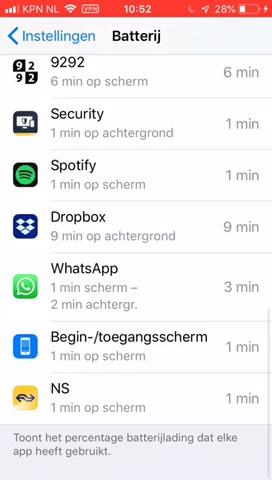 KPN NL VPN 10:52 28%
Instellingen Batterij
9292
9292 6 min
6 min op scherm
Security
1 min op achtergrond 1 min
Spotify
1 min op scherm 1 min
Dropbox
9 min op achtergrond 9 min
WhatsApp
1 min scherm – 3 min
2 min achtergr.
Begin-/toegangsscherm
1 min op scherm 1 min
NS
1 min op scherm 1 min
Toont het percentage batterijlading dat elke
app heeft gebruikt.